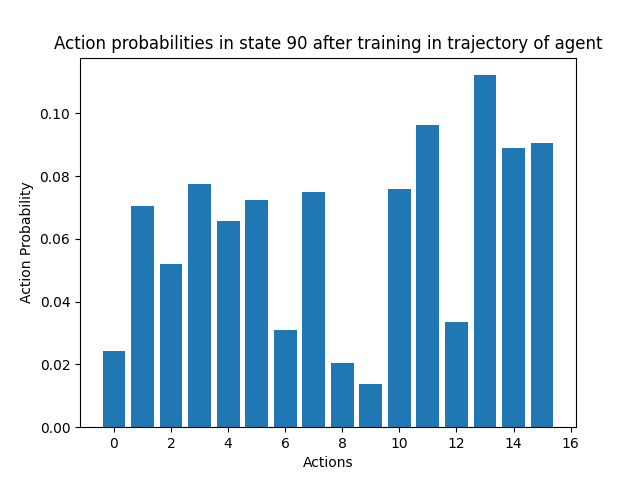 Action probabilities in state 90 after training in trajectory of agent
0.10
0.08
0.06
0.04
0.02
0.00
Action Probability
0 2 4 6 8 10 12 14 16
Actions